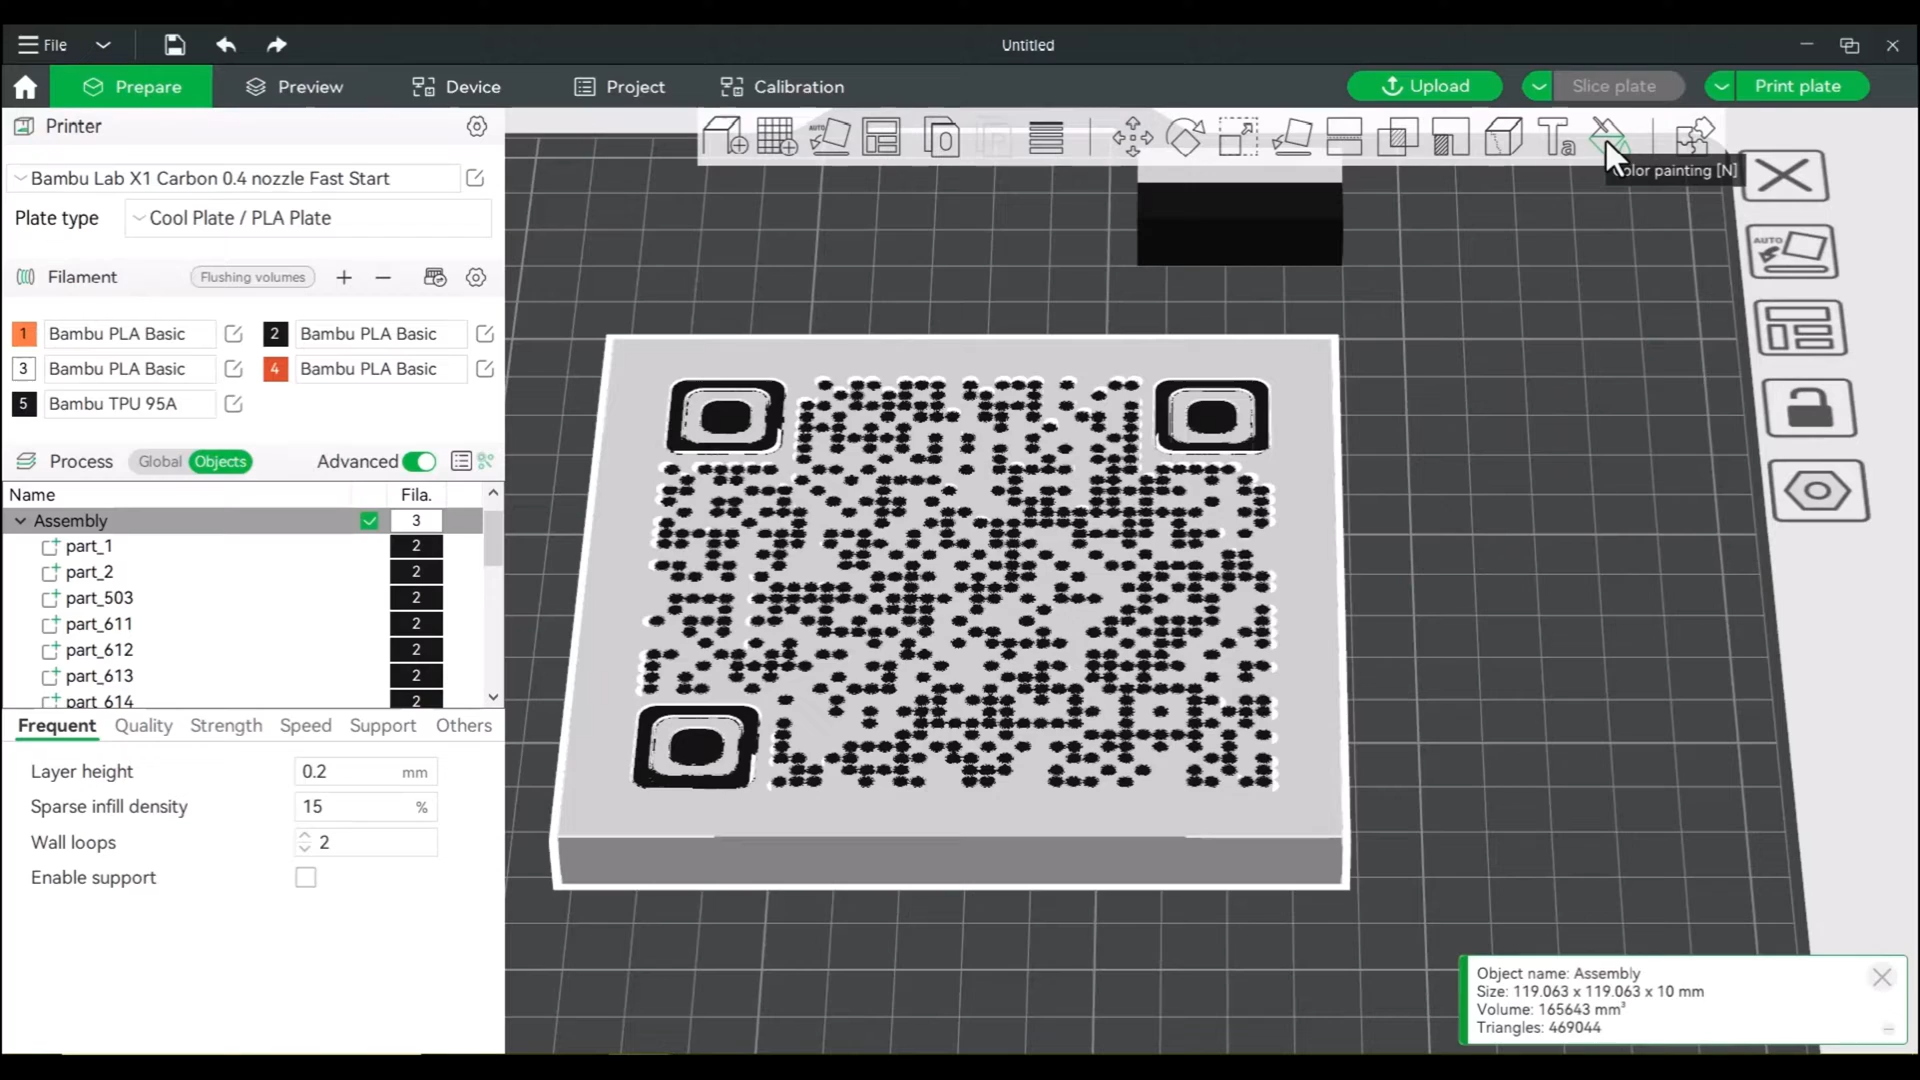 File
Untitled
Prepare
Preview
Device
Project
Calibration
Upload
Slice plate
Print plate
Printer
AUTO
Color painting [N]
Bambu Lab X1 Carbon 0.4 nozzle Fast Start
Plate type
Cool Plate / PLA Plate
AUTO
Filament
Flushing volumes
1 Bambu PLA Basic
2 Bambu PLA Basic
3 Bambu PLA Basic
4 Bambu PLA Basic
5 Bambu TPU 95A
Process Global Objects
Advanced
Name Fila.
Assembly 3
part_1 2
part_2 2
part_503 2
part_611 2
part_612 2
part_613 2
part_614 2
Frequent Quality Strength Speed Support Others
Layer height 0.2 mm
Sparse infill density 15 %
Wall loops 2
Enable support
Object name: Assembly
Size: 119.063 x 119.063 x 10 mm
Volume: 165643 mm³
Triangles: 469044